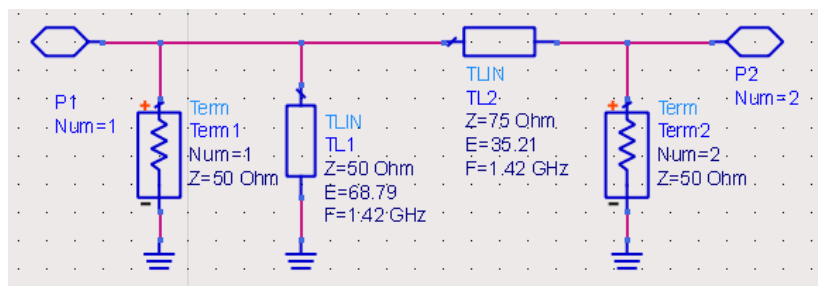 P1
Num=1
+
Term
Term1
Num=1
Z=50 Ohm
-
TLIN
TL1
Z=50 Ohm
E=68.79
F=1.42 GHz
TLIN
TL2
Z=75 Ohm
E=35.21
F=1.42 GHz
+
Term
Term2
Num=2
Z=50 Ohm
-
P2
Num=2